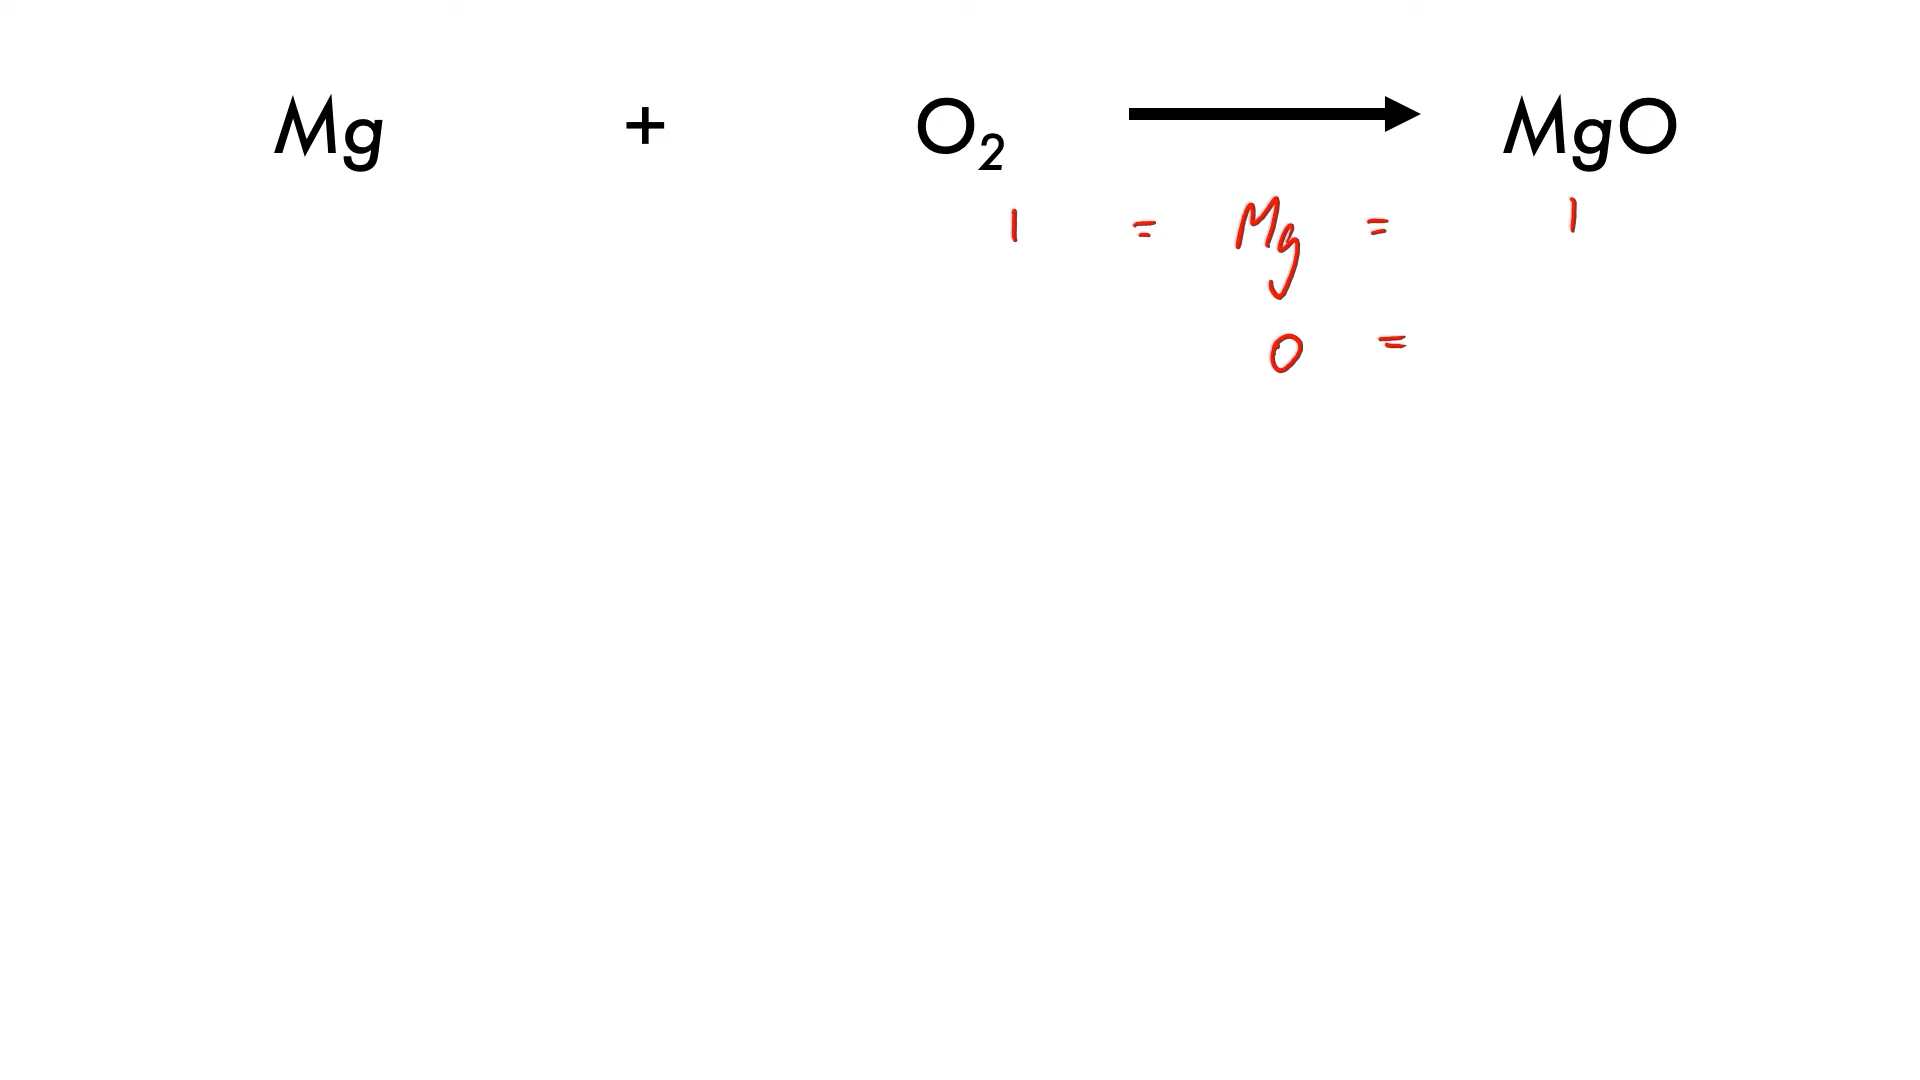 Mg + O₂ → MgO
1 = Mg = 1
O =